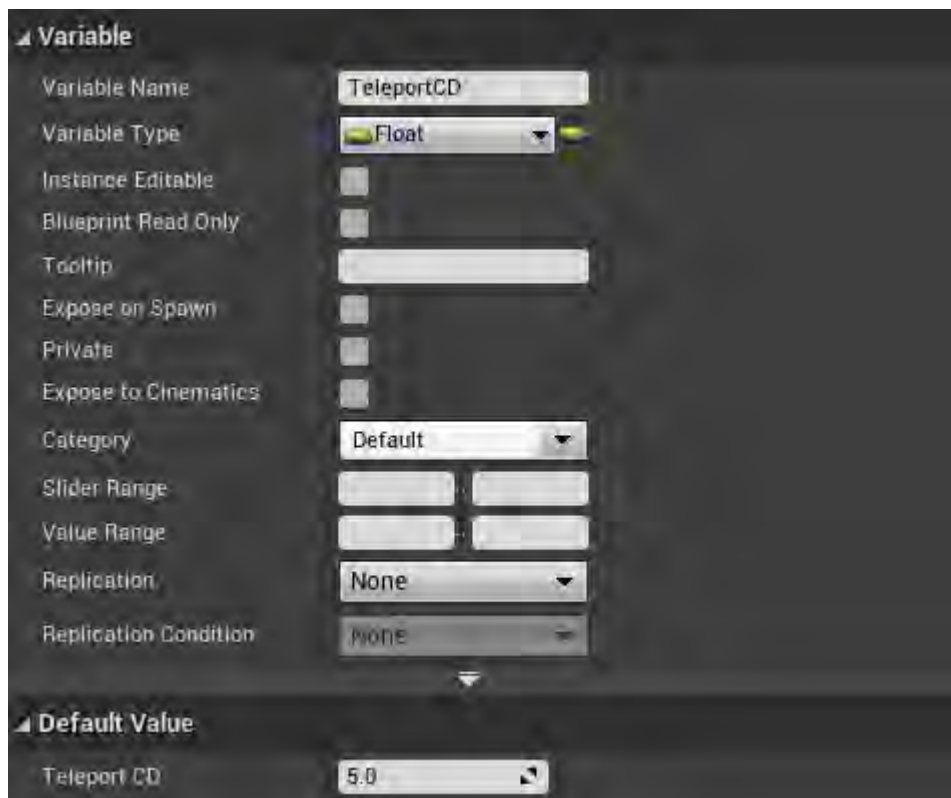 Variable
Variable Name TeleportCD
Variable Type Float
Instance Editable
Blueprint Read Only
Tooltip
Expose on Spawn
Private
Expose to Cinematics
Category Default
Slider Range
Value Range
Replication None
Replication Condition None
Default Value
Teleport CD 5.0